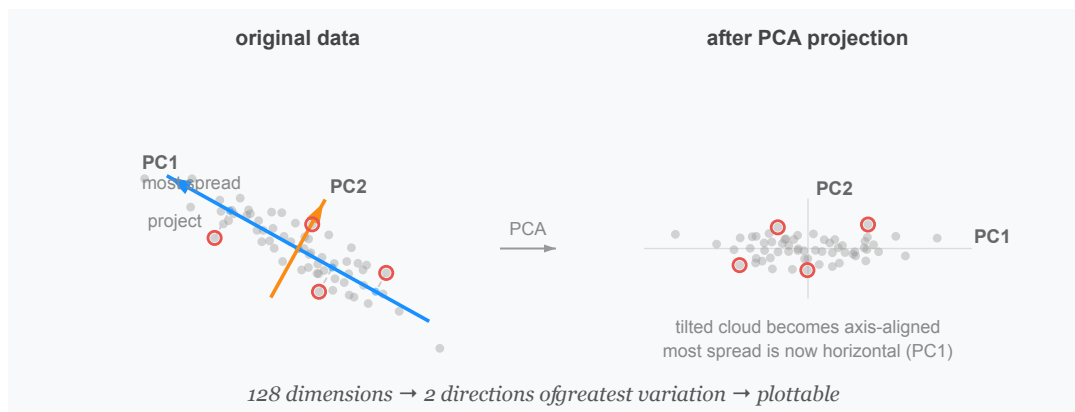 original data
after PCA projection
PC1
most spread
PC2
project
PCA
PC2
PC1
tilted cloud becomes axis-aligned
most spread is now horizontal (PC1)
128 dimensions → 2 directions ofgreatest variation → plottable